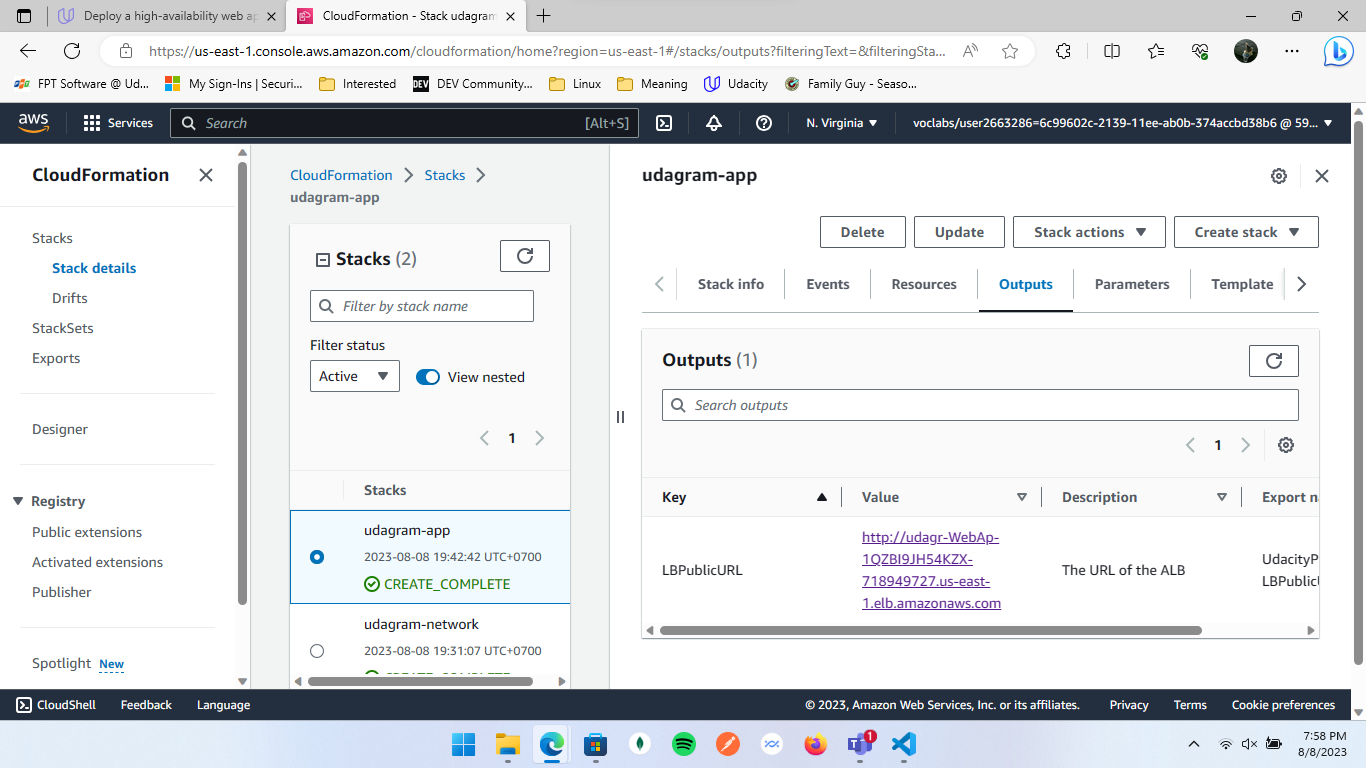 Deploy a high-availability web ap
CloudFormation - Stack udagram
https://us-east-1.console.aws.amazon.com/cloudformation/home?region=us-east-1#/stacks/outputs?filteringText=&filteringSta...
FPT Software @ Ud...
My Sign-Ins | Securi...
Interested
DEV Community...
Linux
Meaning
Udacity
Family Guy - Seaso...
aws
Services
Search
[Alt+S]
N. Virginia
voclabs/user2663286=6c99602c-2139-11ee-ab0b-374accbd38b6 @ 59...
CloudFormation
Stacks
Stack details
Drifts
StackSets
Exports
Designer
Registry
Public extensions
Activated extensions
Publisher
Spotlight New
CloudFormation
Stacks
udagram-app
Stacks (2)
Filter by stack name
Filter status
Active
View nested
1
Stacks
udagram-app
2023-08-08 19:42:42 UTC+0700
CREATE_COMPLETE
udagram-network
2023-08-08 19:31:07 UTC+0700
udagram-app
Delete
Update
Stack actions
Create stack
Stack info
Events
Resources
Outputs
Parameters
Template
Outputs (1)
Search outputs
1
Key
Value
Description
Export n
LBPublicURL
http://udagr-WebAp-
1QZBI9JH54KZX-
718949727.us-east-
1.elb.amazonaws.com
The URL of the ALB
UdacityP
LBPublicU
CloudShell
Feedback
Language
© 2023, Amazon Web Services, Inc. or its affiliates.
Privacy
Terms
Cookie preferences
1
7:58 PM
8/8/2023